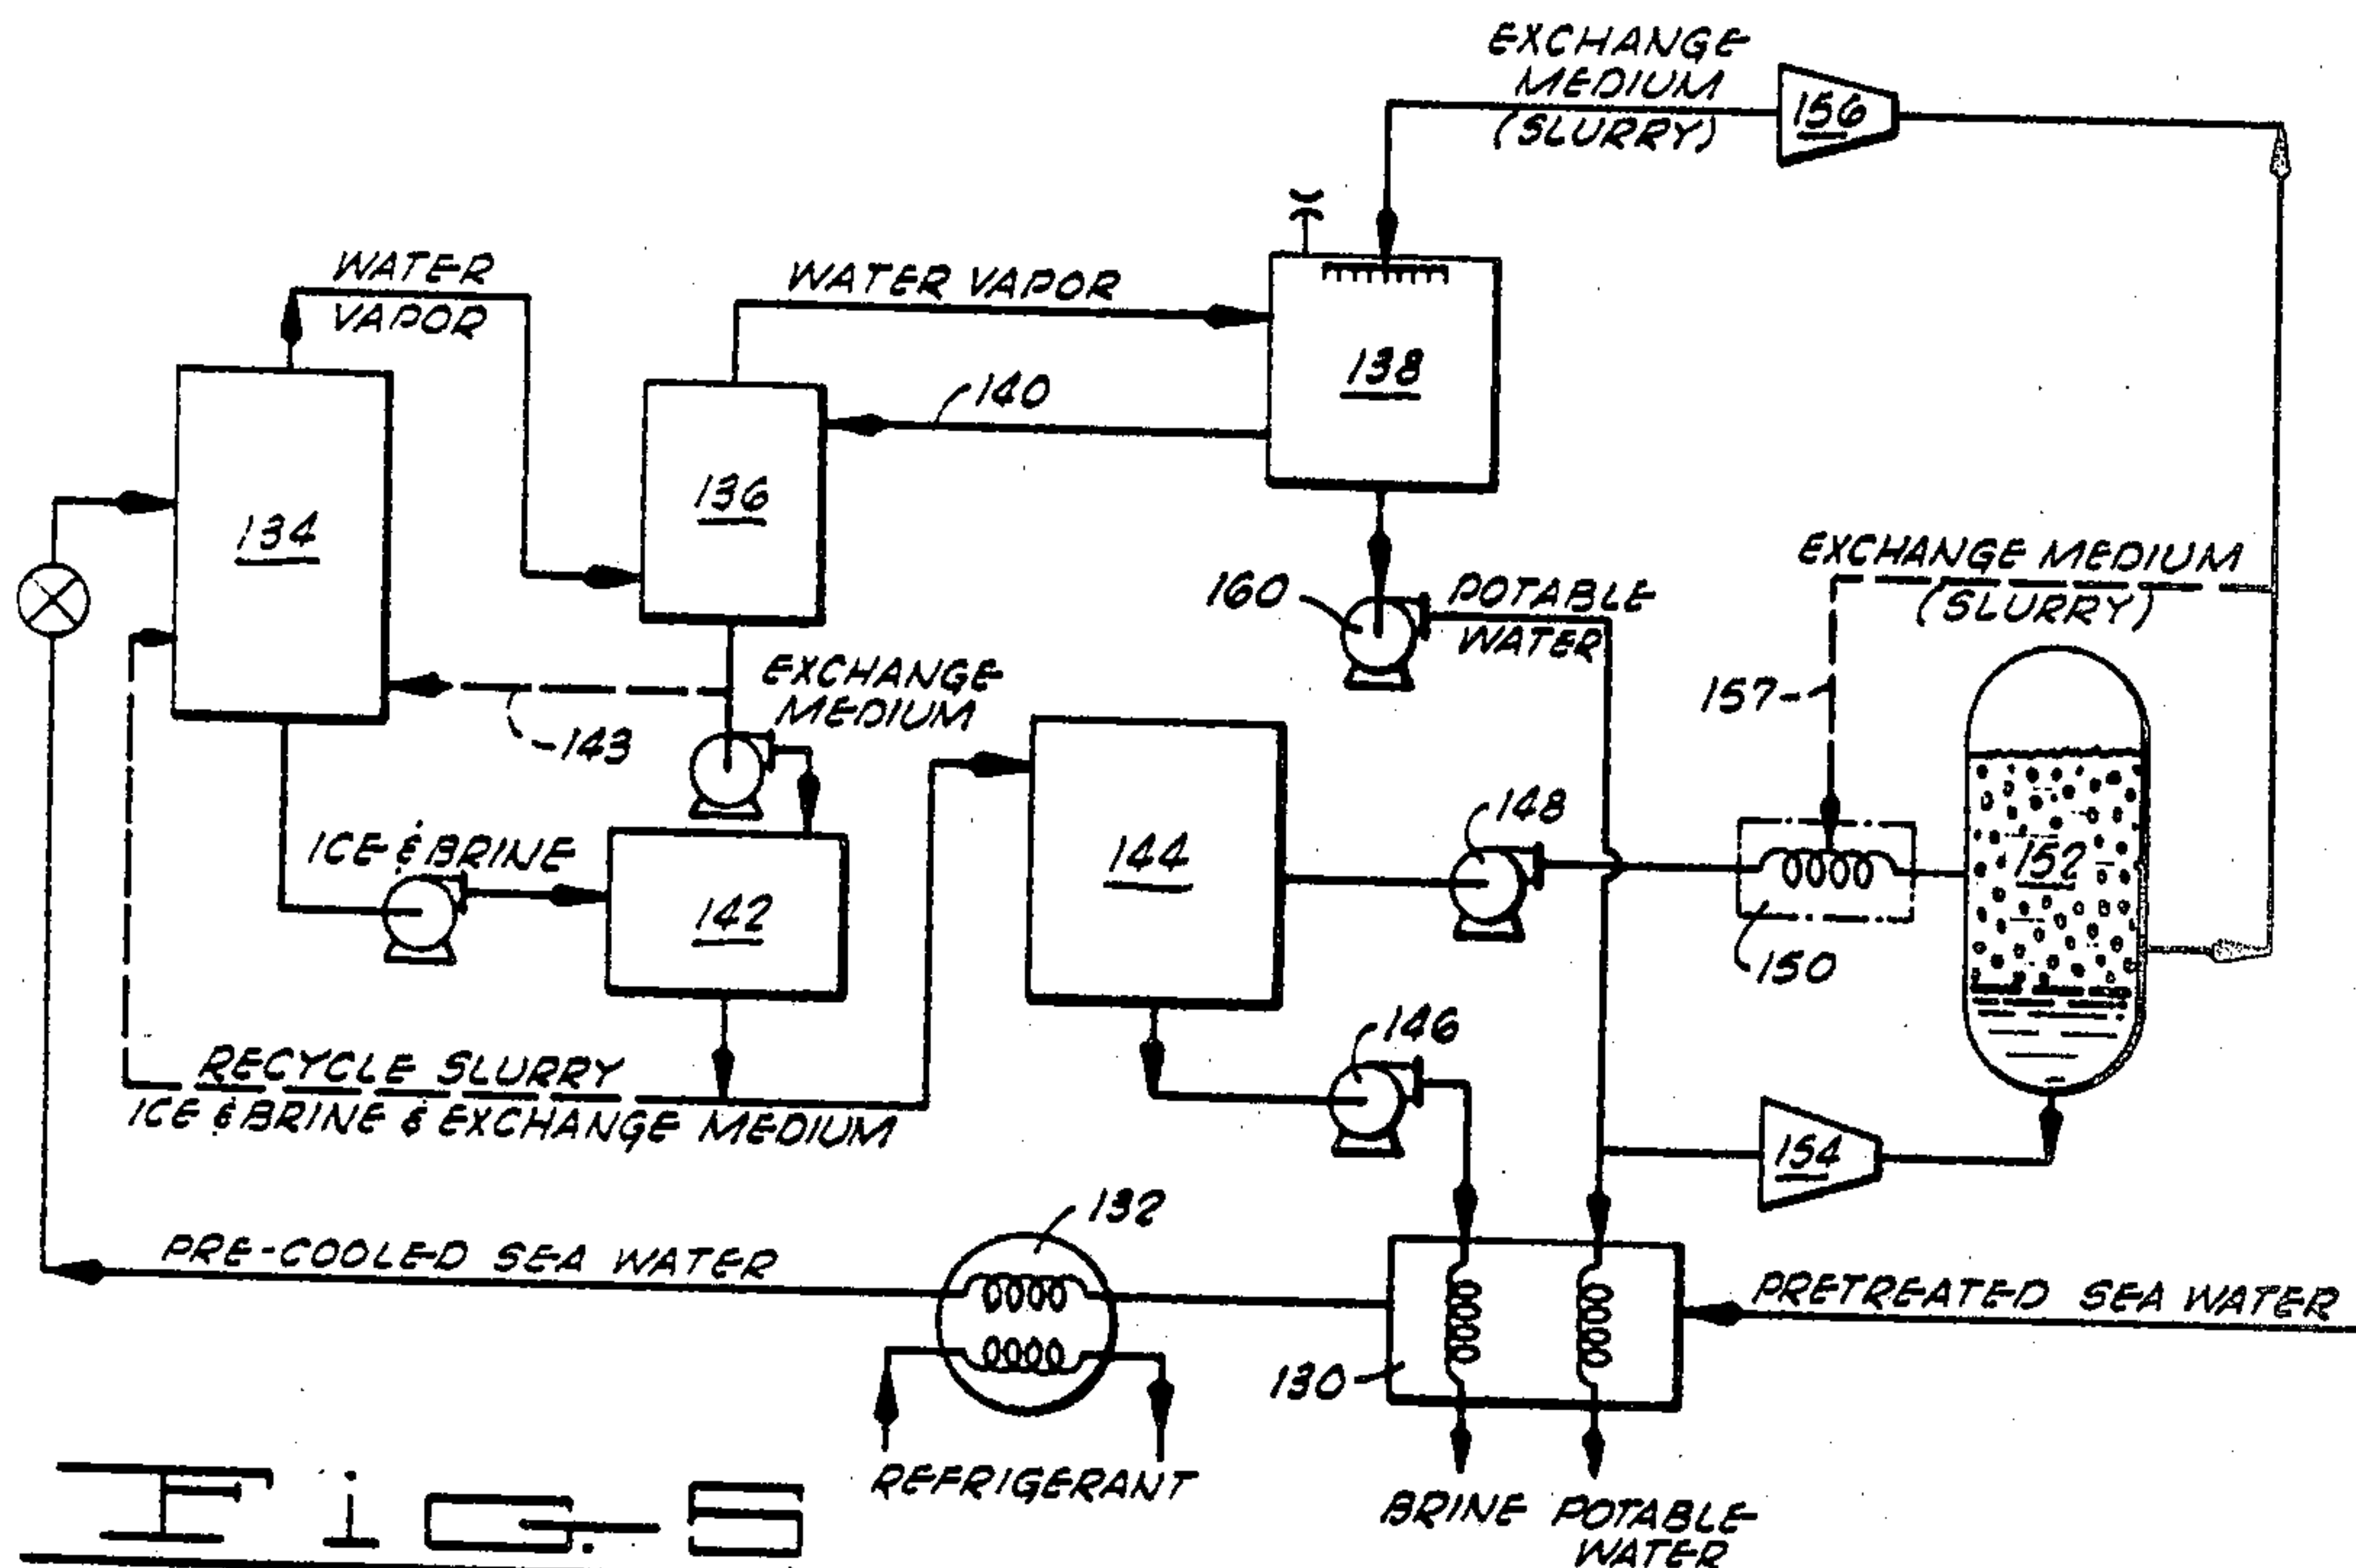 EXCHANGE
MEDIUM
(SLURRY)
156
WATER
VAPOR
WATER VAPOR
138
140
136
134
EXCHANGE MEDIUM
(SLURRY)
160
POTABLE
WATER
157
EXCHANGE
MEDIUM
143
144
148
152
ICE & BRINE
142
150
146
RECYCLE SLURRY
ICE & BRINE & EXCHANGE MEDIUM
154
132
PRE-COOLED SEA WATER
PRETREATED SEA WATER
130
REFRIGERANT
BRINE
POTABLE
WATER
FiG. 5